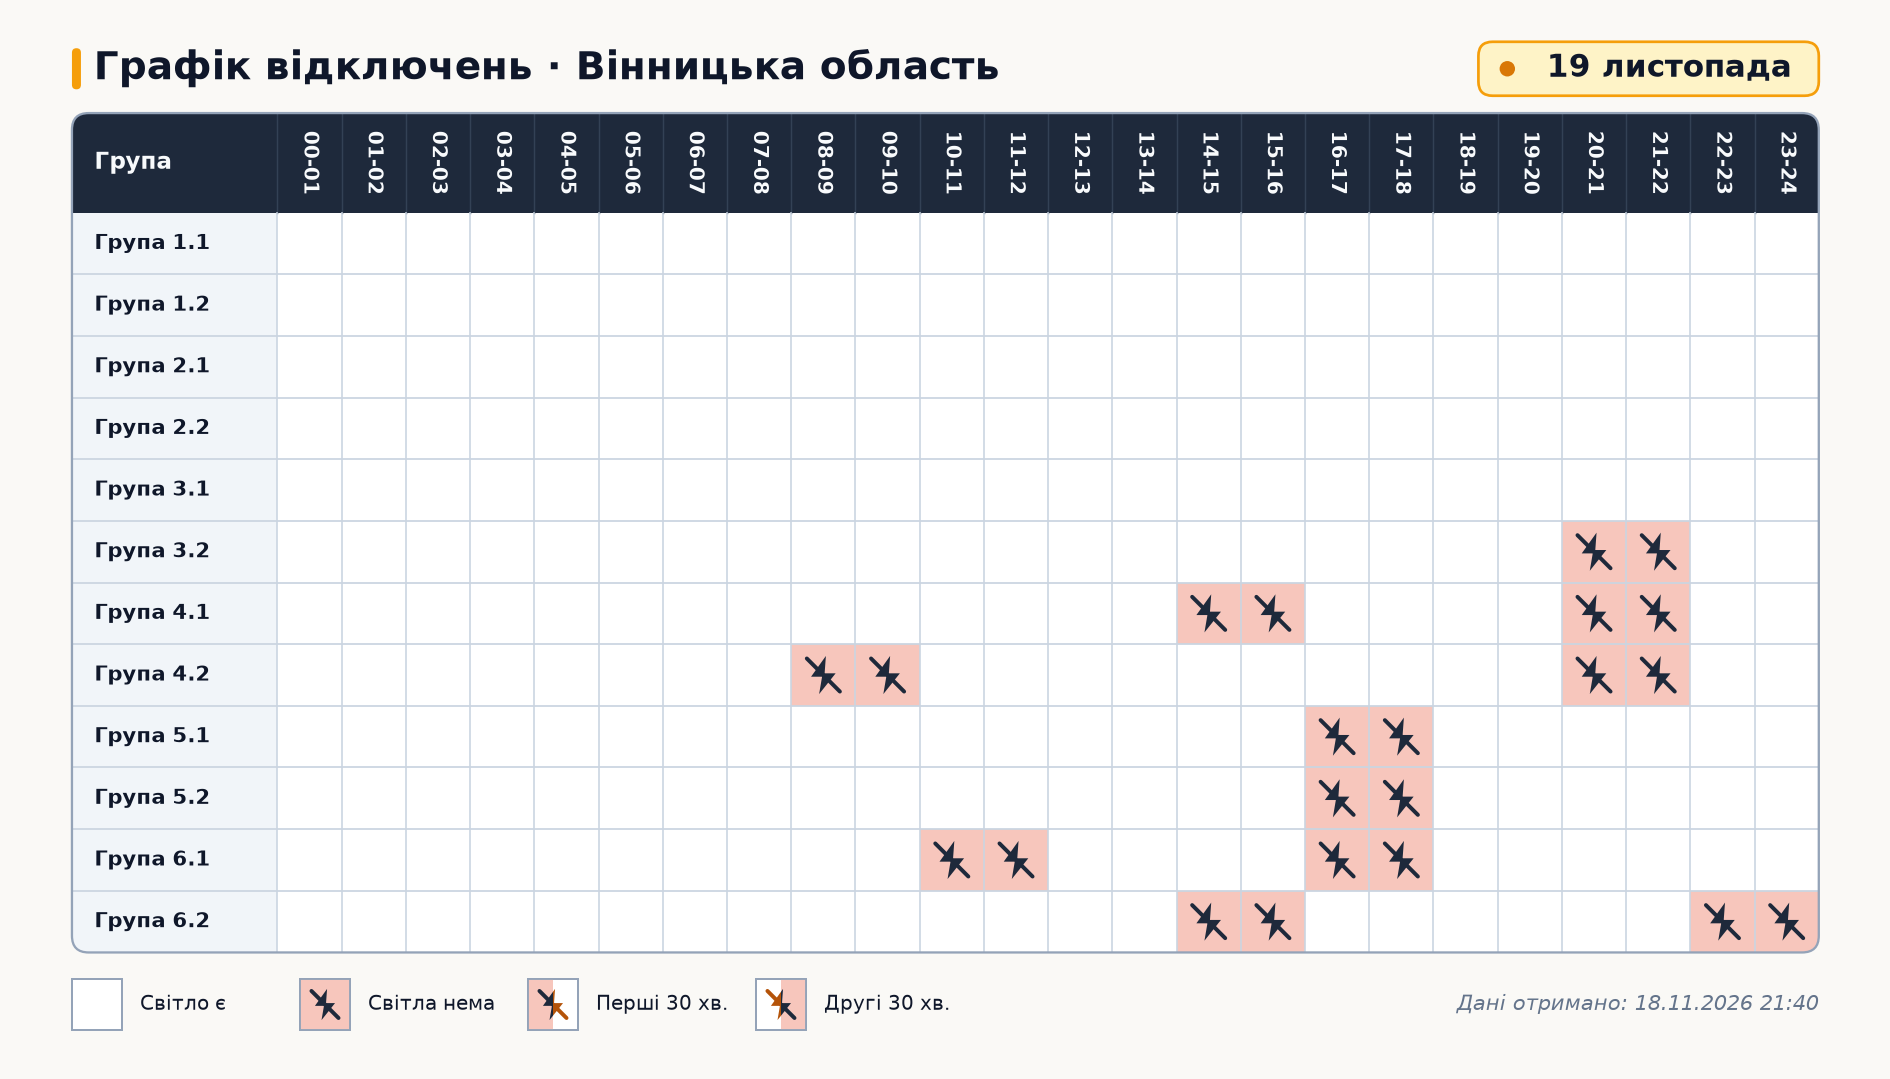 Графік відключень · Вінницька область
19 листопада
Група 00-01 01-02 02-03 03-04 04-05 05-06 06-07 07-08 08-09 09-10 10-11 11-12 12-13 13-14 14-15 15-16 16-17 17-18 18-19 19-20 20-21 21-22 22-23 23-24
Група 1.1
Група 1.2
Група 2.1
Група 2.2
Група 3.1
Група 3.2
Група 4.1
Група 4.2
Група 5.1
Група 5.2
Група 6.1
Група 6.2
Світло є Світла нема Перші 30 хв. Другі 30 хв.
Дані отримано: 18.11.2026 21:40